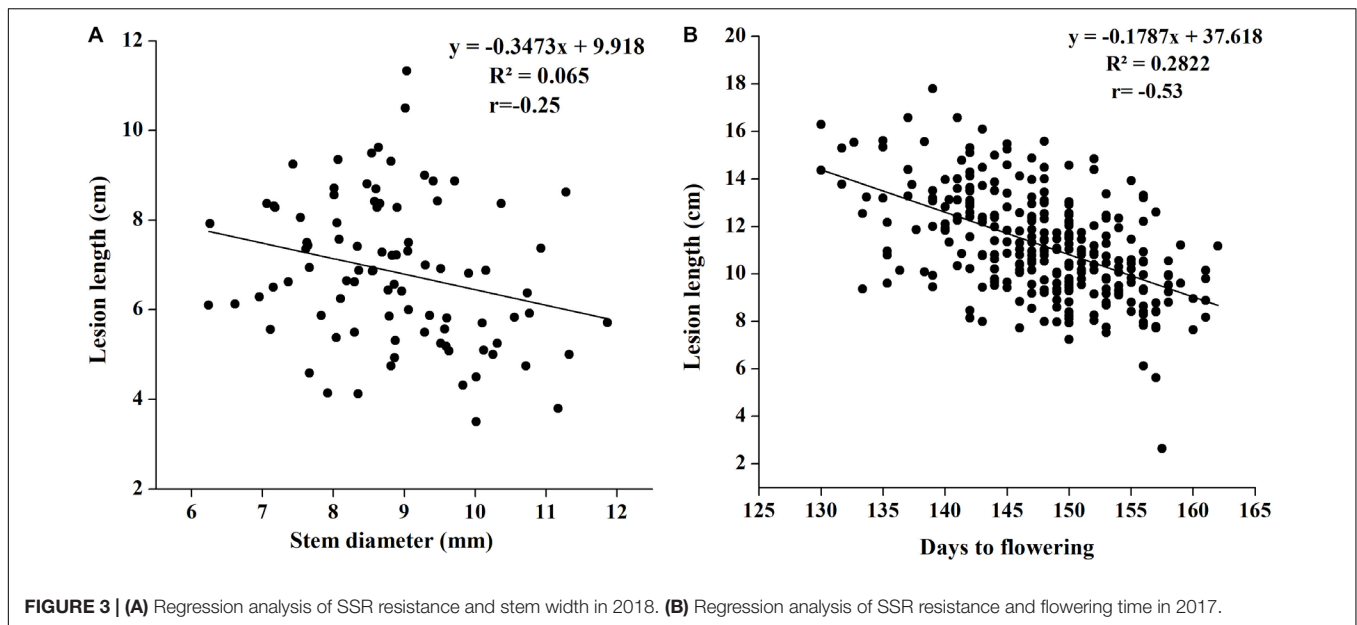 A
y = -0.3473x + 9.918
R² = 0.065
r=-0.25
12
10
8
6
4
2
Lesion length (cm)
6 7 8 9 10 11 12
Stem diameter (mm)
B
y = -0.1787x + 37.618
R² = 0.2822
r= -0.53
20
18
16
14
12
10
8
6
4
2
Lesion length (cm)
125 130 135 140 145 150 155 160 165
Days to flowering
FIGURE 3 | (A) Regression analysis of SSR resistance and stem width in 2018. (B) Regression analysis of SSR resistance and flowering time in 2017.